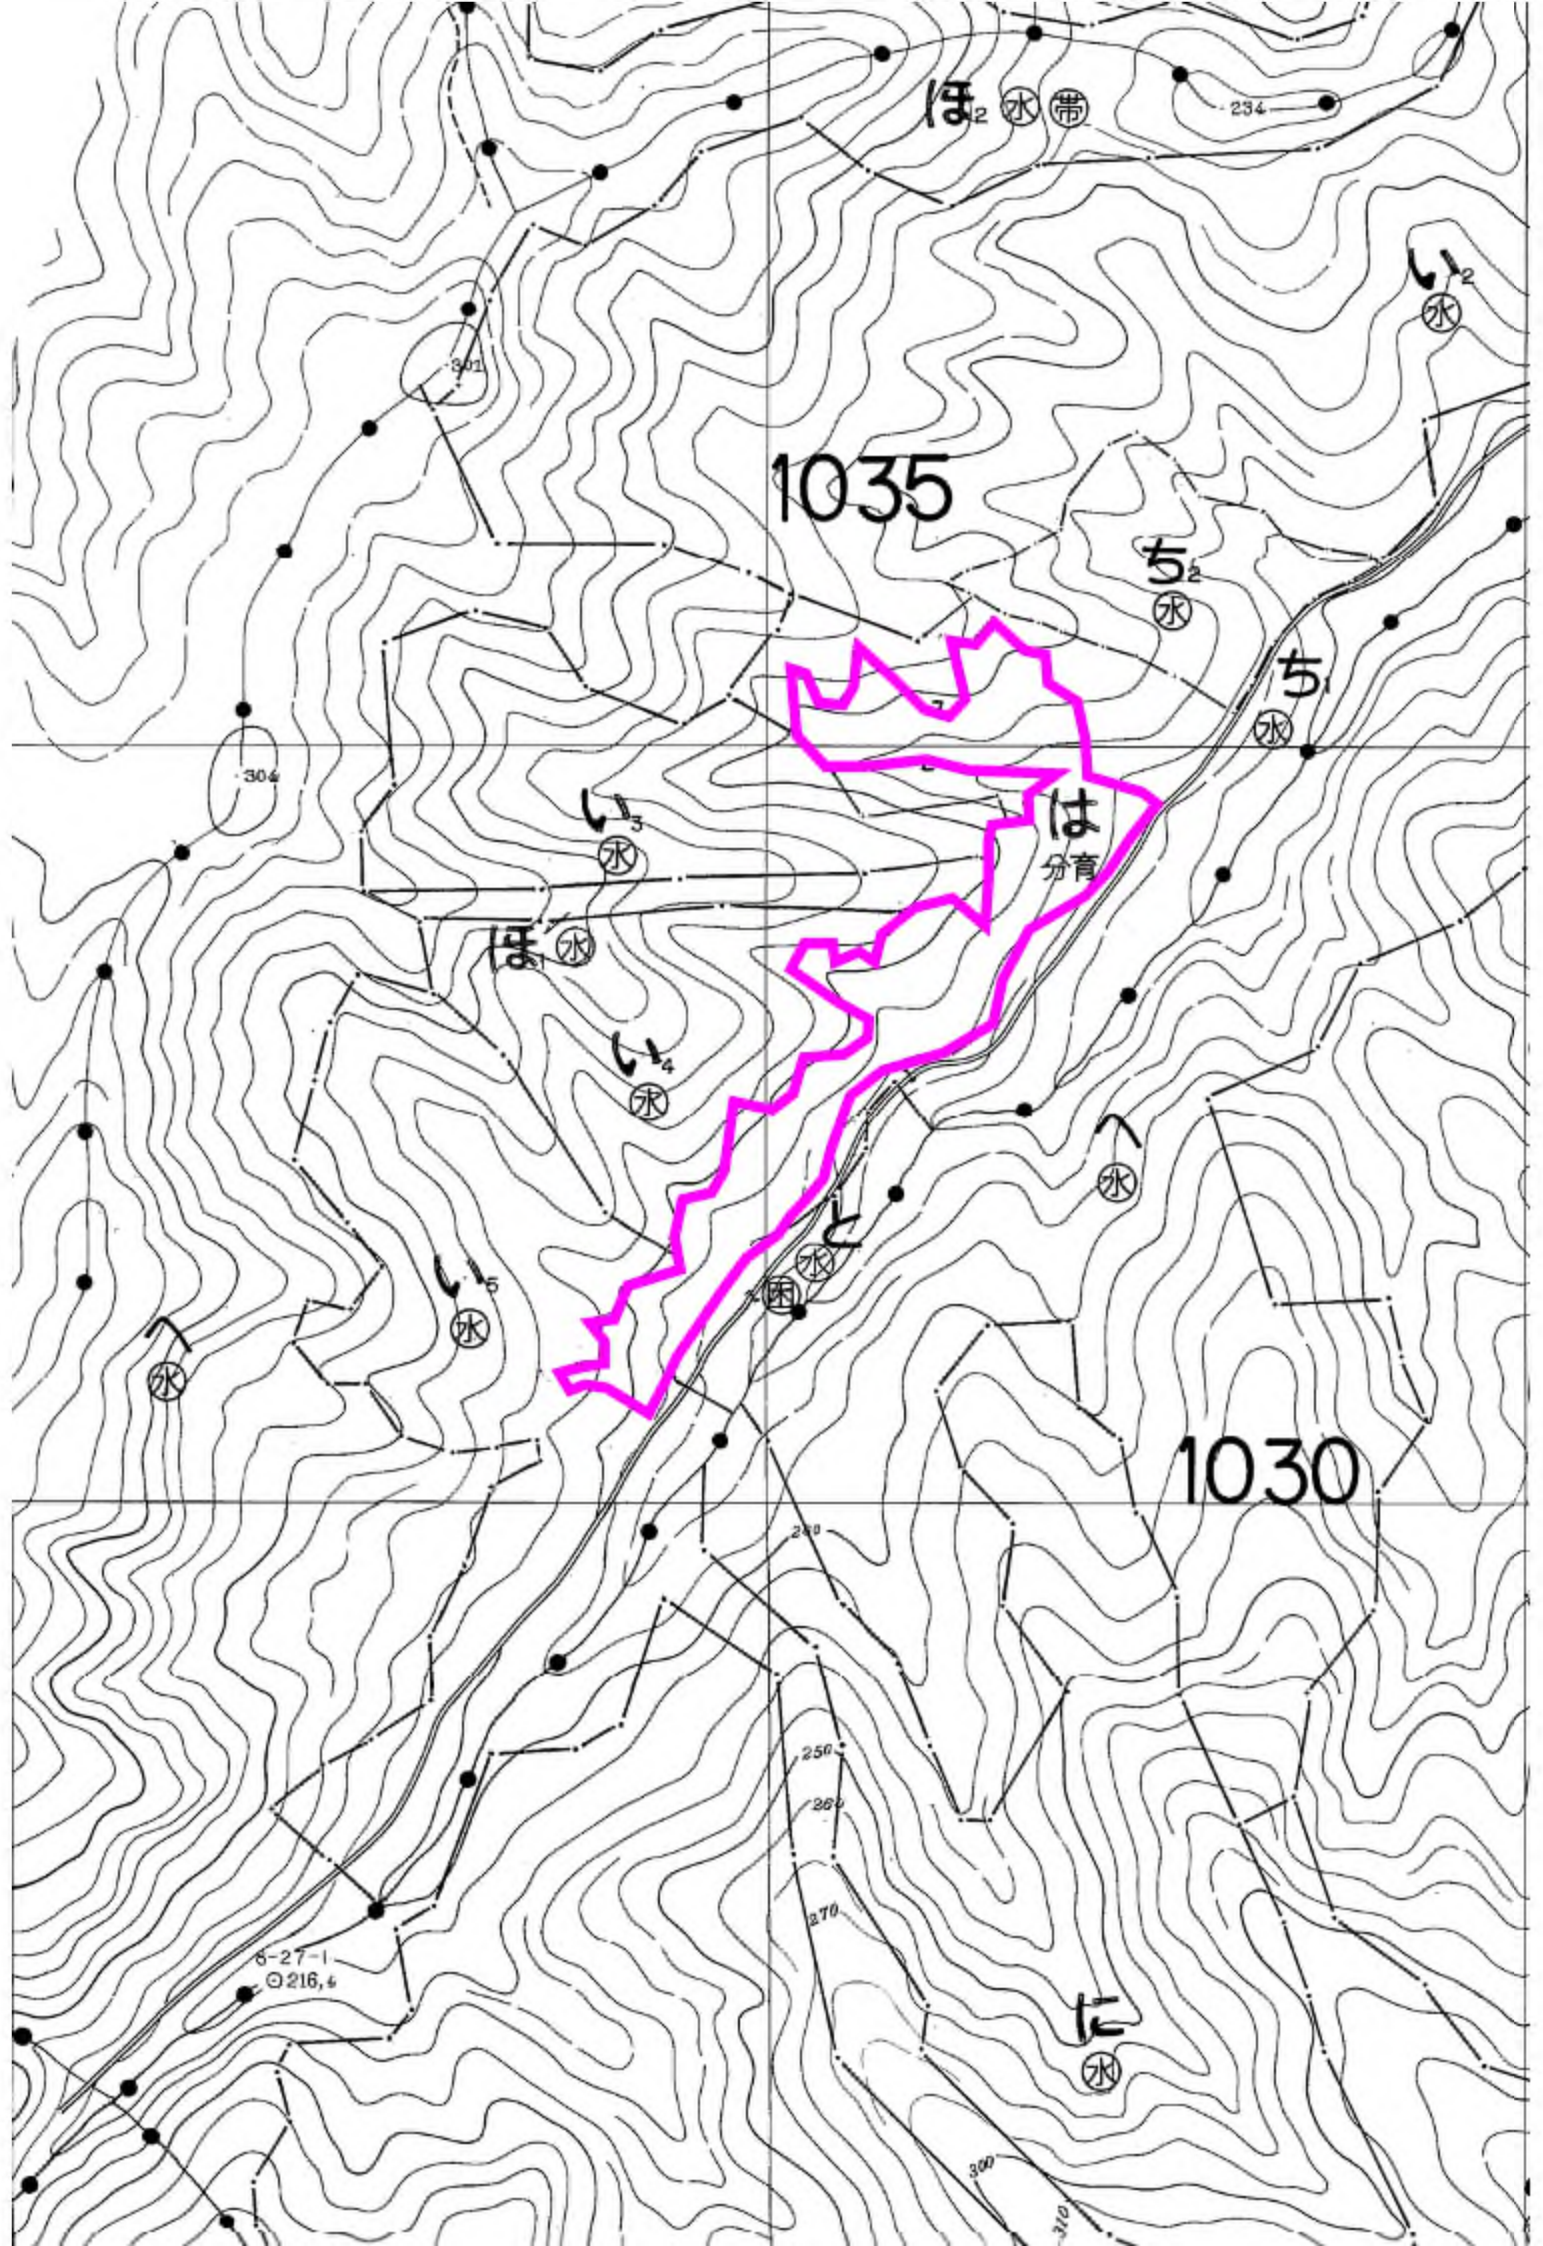 ほ2 水 帯
234
い2
水
301
1035
ち2
水
ち1
水
304
は
分育
い3
水
ほ1 水
い4
水
へ
水
と
水
困
い5
水
へ
水
1030
240
250
260
270
8-27-1
216.4
に
水
300
310